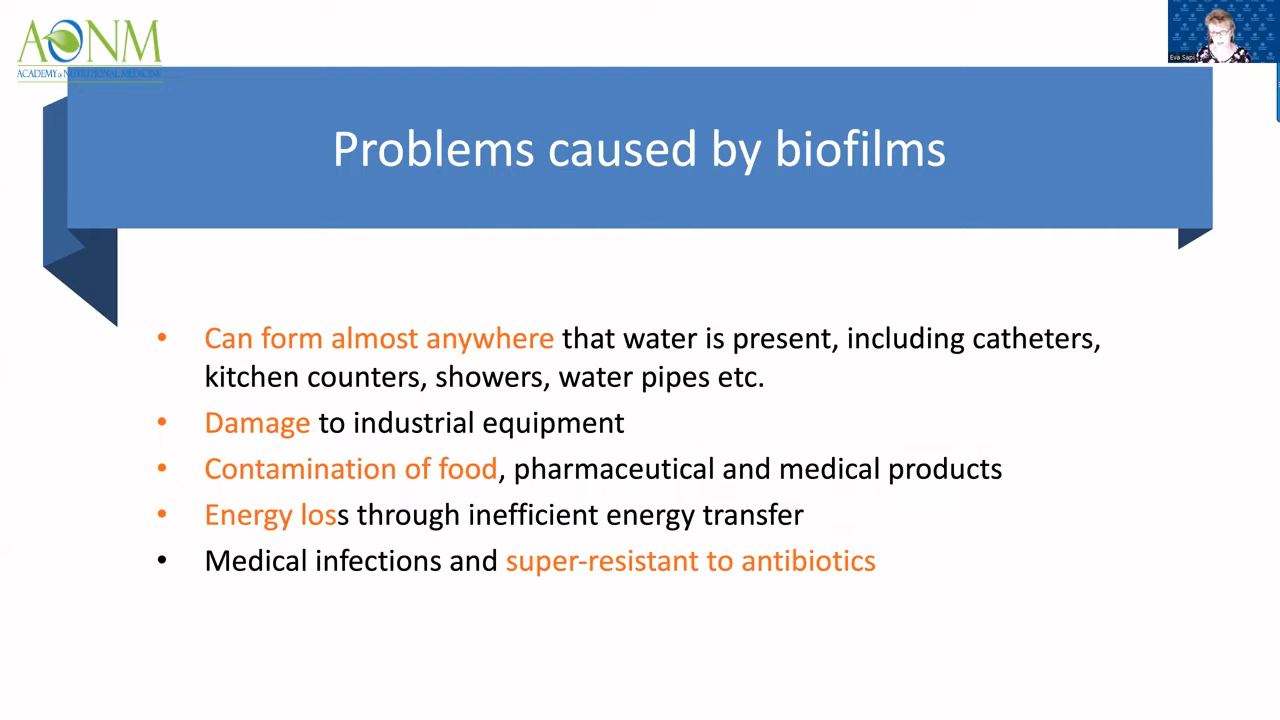 AONM
ACADEMY of NUTRITIONAL MEDICINE
Eva Sapi
Problems caused by biofilms
• Can form almost anywhere that water is present, including catheters,
kitchen counters, showers, water pipes etc.
• Damage to industrial equipment
• Contamination of food, pharmaceutical and medical products
• Energy loss through inefficient energy transfer
• Medical infections and super-resistant to antibiotics